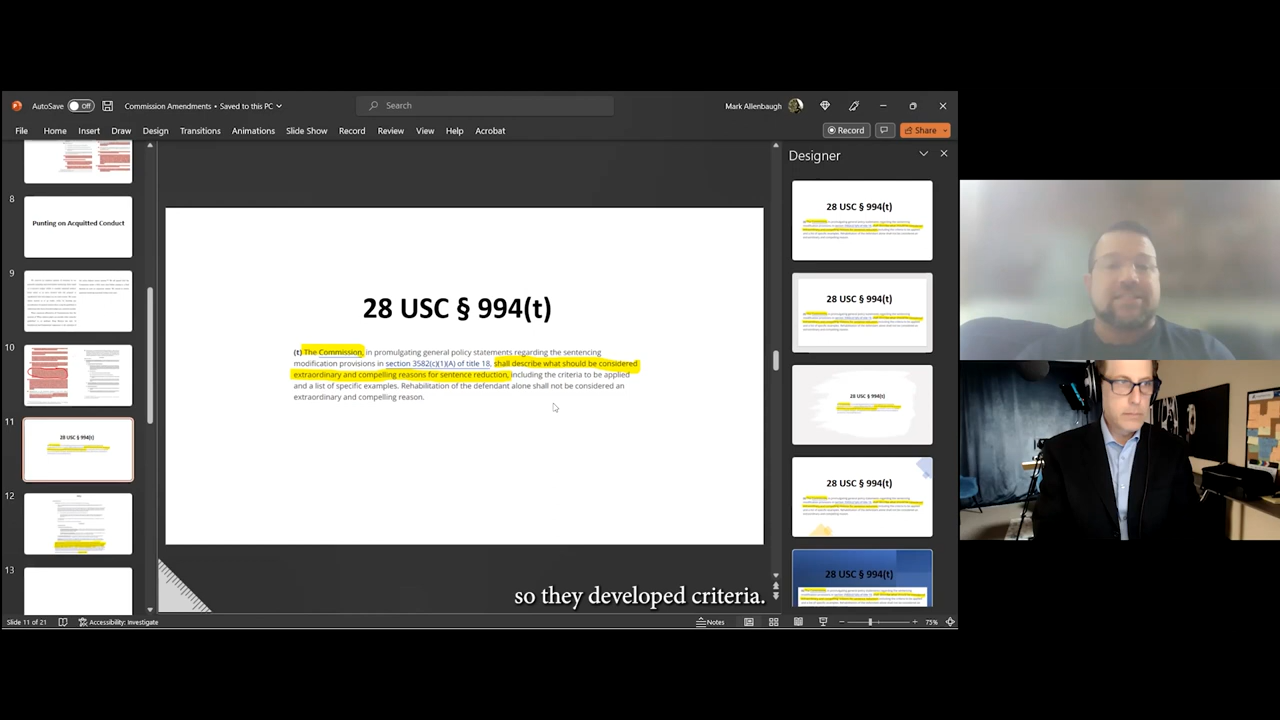 AutoSave Off
Commission Amendments • Saved to this PC
Search
Mark Allenbaugh
File Home Insert Draw Design Transitions Animations Slide Show Record Review View Help Acrobat
Record
Share
Designer
8
Punting on Acquitted Conduct
9
10
11
28 USC § 994(t)
12
13
28 USC § 994(t)
(t) The Commission, in promulgating general policy statements regarding the sentencing
modification provisions in section 3582(c)(1)(A) of title 18, shall describe what should be considered
extraordinary and compelling reasons for sentence reduction, including the criteria to be applied
and a list of specific examples. Rehabilitation of the defendant alone shall not be considered an
extraordinary and compelling reason.
28 USC § 994(t)
28 USC § 994(t)
28 USC § 994(t)
28 USC § 994(t)
28 USC § 994(t)
so they developed criteria.
Slide 11 of 21
Accessibility: Investigate
Notes
75%